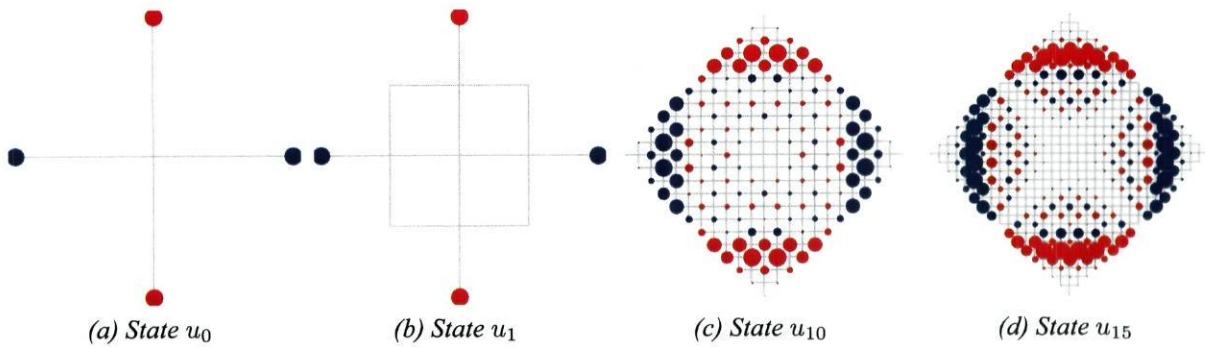 (a) State u₀
(b) State u₁
(c) State u₁₀
(d) State u₁₅